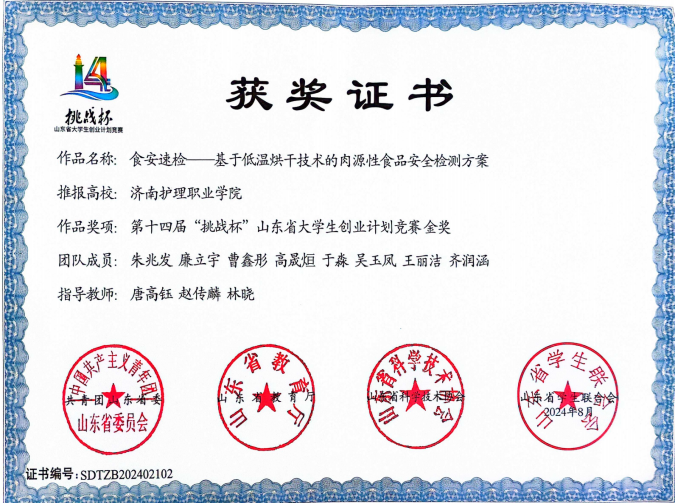 14
挑战杯
山东省大学生创业计划竞赛
获奖证书
作品名称: 食安速检——基于低温烘干技术的肉源性食品安全检测方案
推报高校: 济南护理职业学院
作品奖项: 第十四届“挑战杯”山东省大学生创业计划竞赛金奖
团队成员: 朱兆发 廉立宇 曹鑫彤 高晟烜 于淼 吴玉凤 王丽洁 齐润涵
指导教师: 唐高钰 赵传麟 林晓
中国共产主义青年团
山东省委员会
共青团山东省委
山东省教育厅
山东省教育厅
山东省科学技术协会
山东省科学技术协会
山东省学生联合会
山东省学生联合会
2024年8月
证书编号: SDTZB202402102